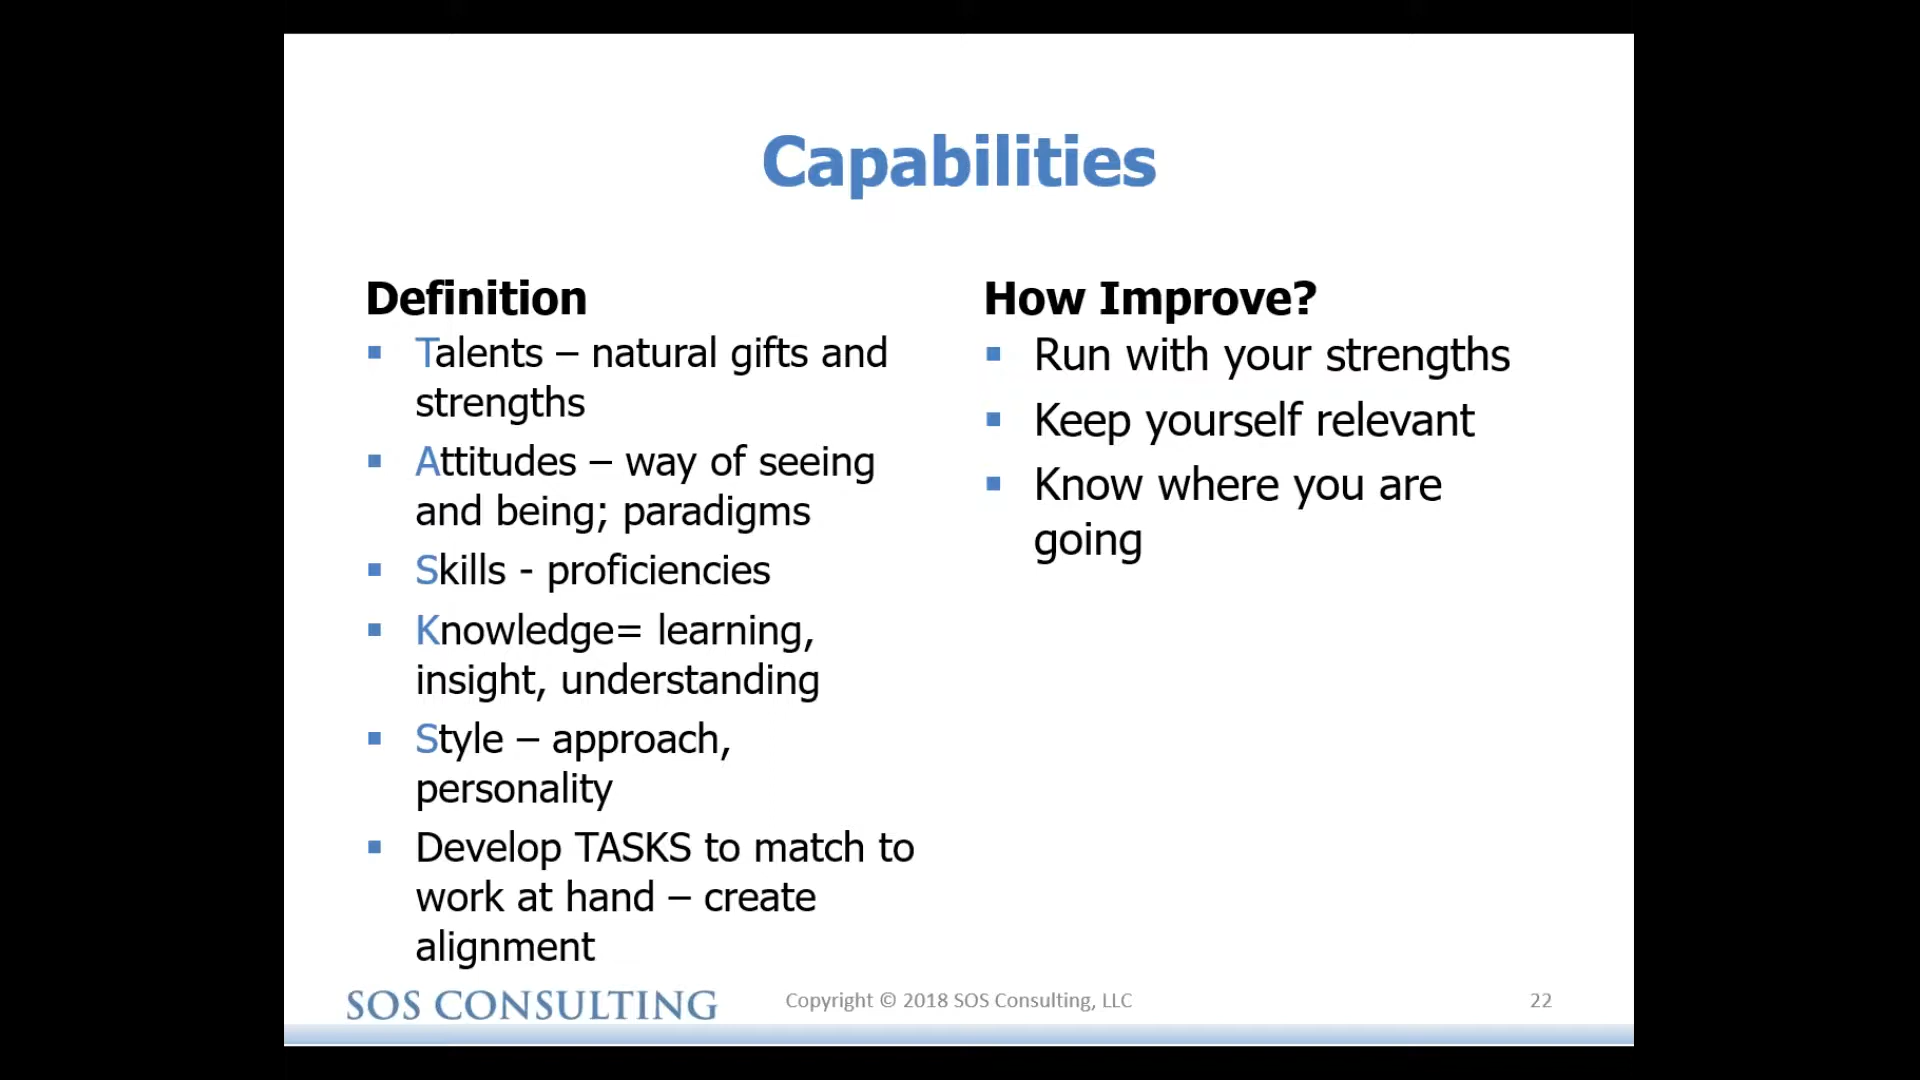 Capabilities
Definition
Talents – natural gifts and
strengths
Attitudes – way of seeing
and being; paradigms
Skills - proficiencies
Knowledge= learning,
insight, understanding
Style – approach,
personality
Develop TASKS to match to
work at hand – create
alignment
How Improve?
Run with your strengths
Keep yourself relevant
Know where you are
going
SOS CONSULTING
Copyright © 2018 SOS Consulting, LLC
22